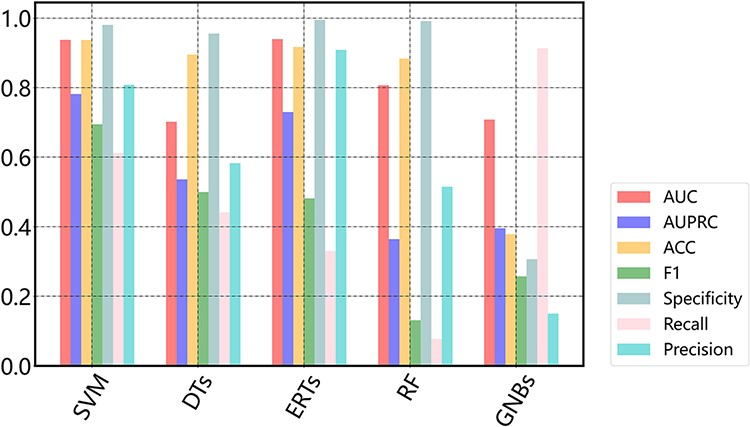 1.0
0.8
0.6
0.4
0.2
0.0
SVM
DTs
ERTs
RF
GNBs
AUC
AUPRC
ACC
F1
Specificity
Recall
Precision